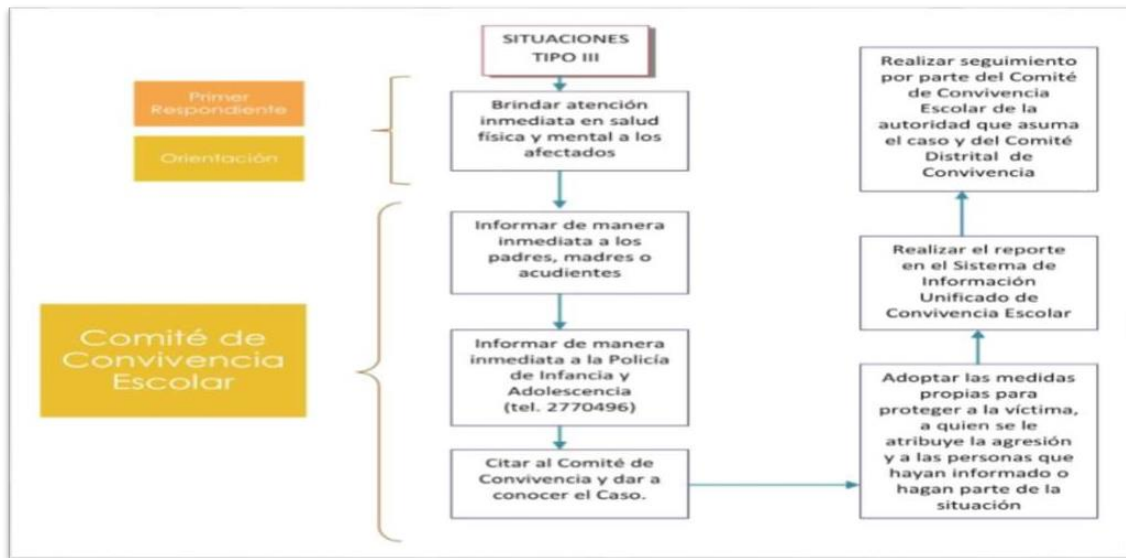 SITUACIONES
TIPO III
Primer
Respondiente
Orientación
Brindar atención
inmediata en salud
física y mental a los
afectados
Informar de manera
inmediata a los
padres, madres o
acudientes
Comité de
Convivencia
Escolar
Informar de manera
inmediata a la Policía
de Infancia y
Adolescencia
(tel. 2770496)
Citar al Comité de
Convivencia y dar a
conocer el Caso.
Adoptar las medidas
propias para
proteger a la víctima,
a quien se le
atribuye la agresión
y a las personas que
hayan informado o
hagan parte de la
situación
Realizar el reporte
en el Sistema de
Información
Unificado de
Convivencia Escolar
Realizar seguimiento
por parte del Comité
de Convivencia
Escolar de la
autoridad que asuma
el caso y del Comité
Distrital de
Convivencia